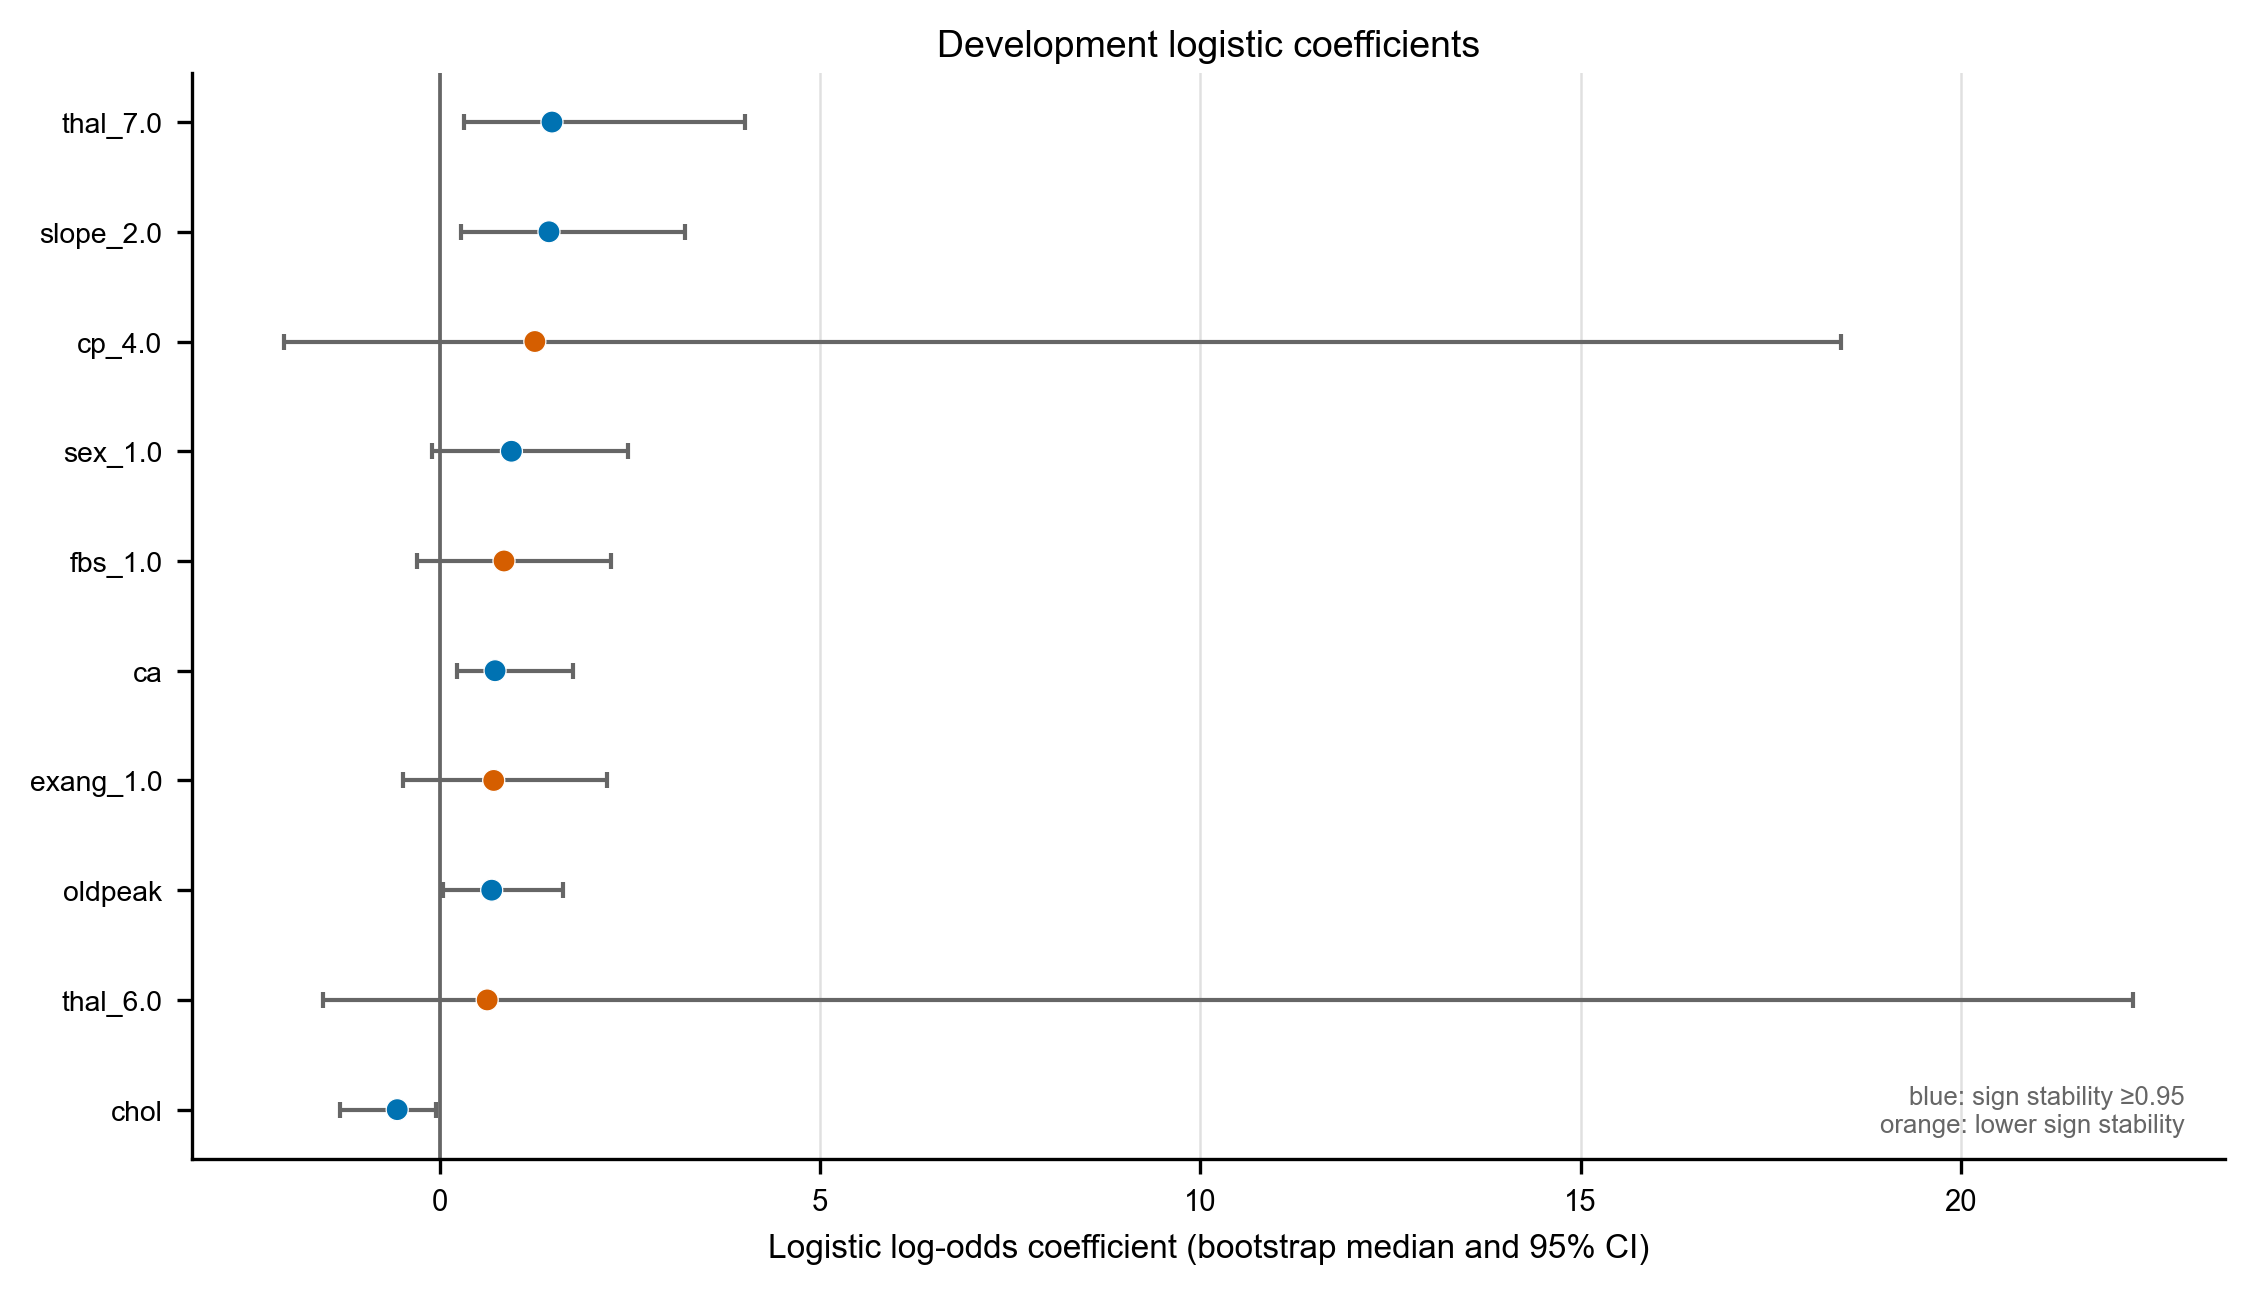 Development logistic coefficients
thal_7.0
slope_2.0
cp_4.0
sex_1.0
fbs_1.0
ca
exang_1.0
oldpeak
thal_6.0
chol
blue: sign stability ≥0.95
orange: lower sign stability
0 5 10 15 20
Logistic log-odds coefficient (bootstrap median and 95% CI)